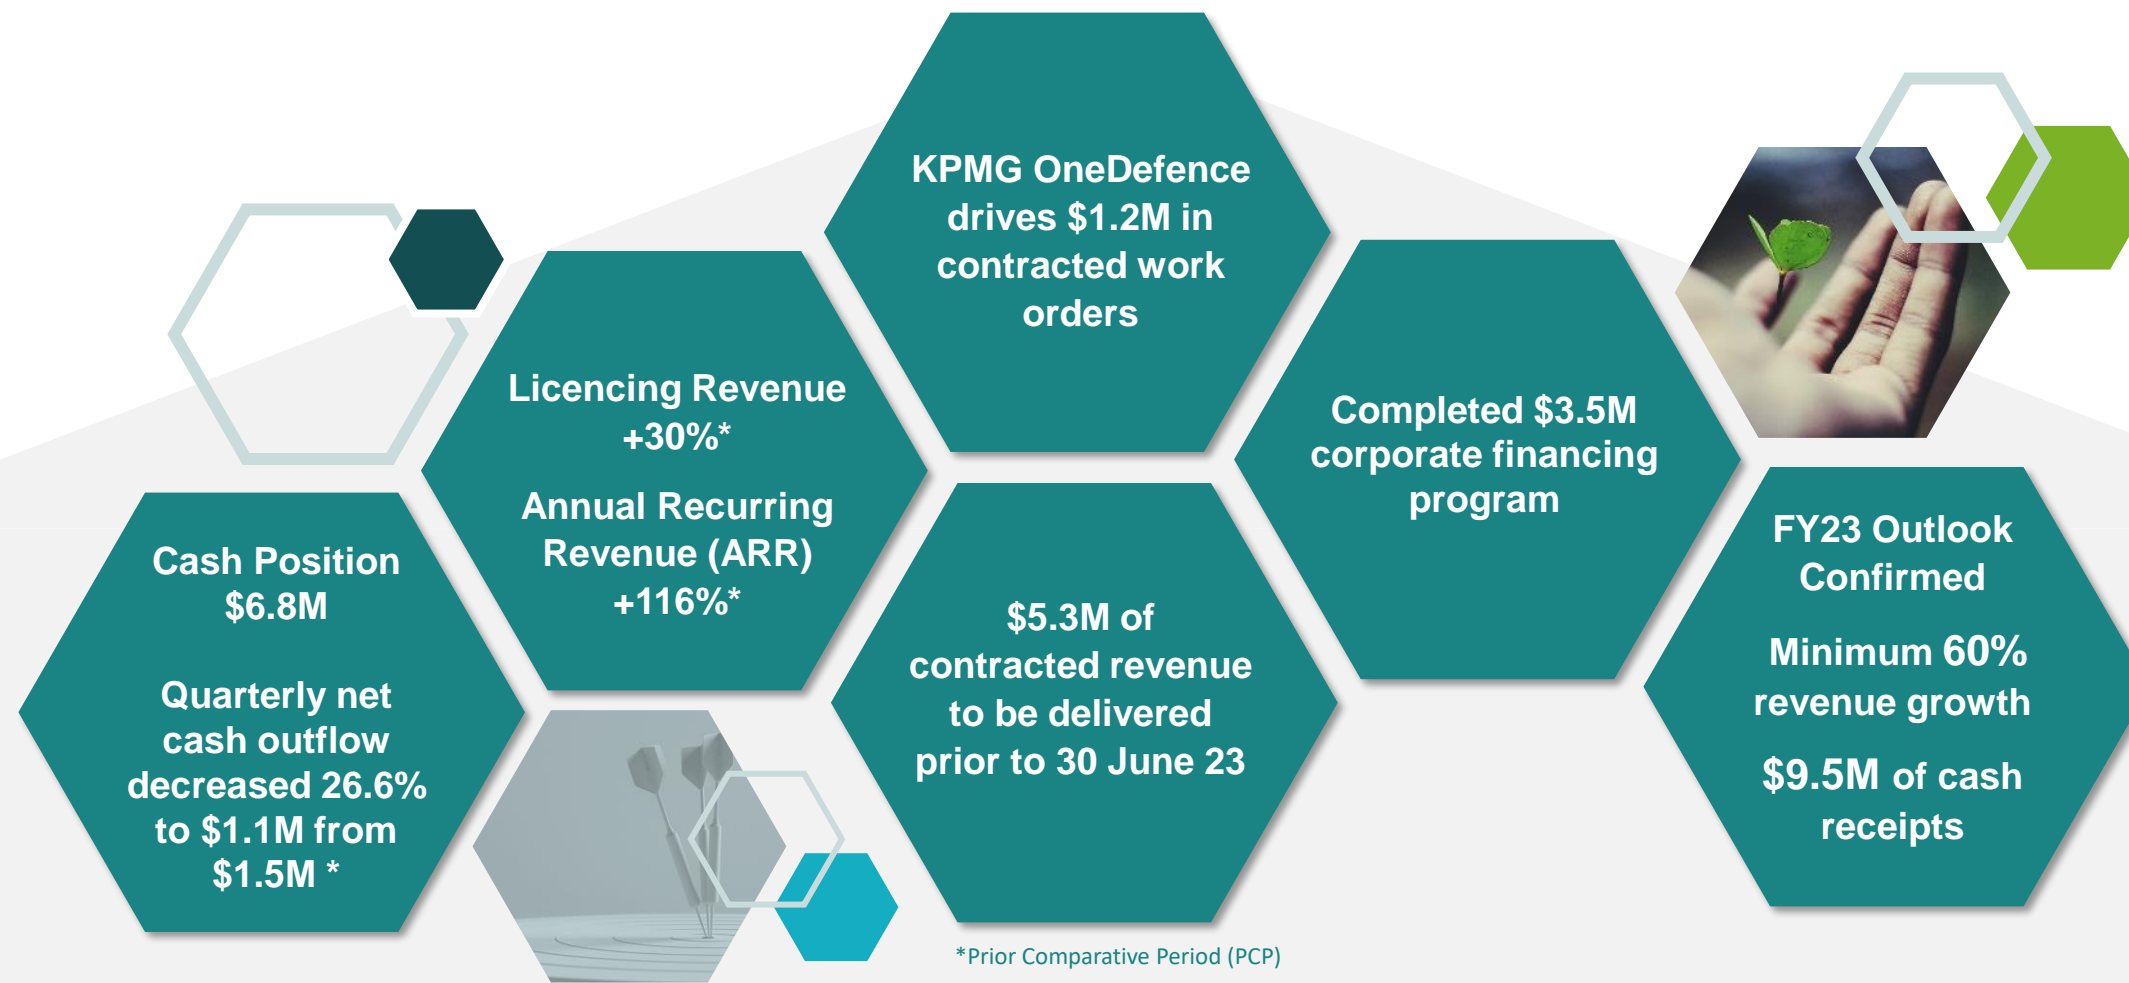 KPMG OneDefence
drives $1.2M in
contracted work
orders
Licencing Revenue
+30%*
Annual Recurring
Revenue (ARR)
+116%*
Completed $3.5M
corporate financing
program
Cash Position
$6.8M
Quarterly net
cash outflow
decreased 26.6%
to $1.1M from
$1.5M *
$5.3M of
contracted revenue
to be delivered
prior to 30 June 23
FY23 Outlook
Confirmed
Minimum 60%
revenue growth
$9.5M of cash
receipts
*Prior Comparative Period (PCP)